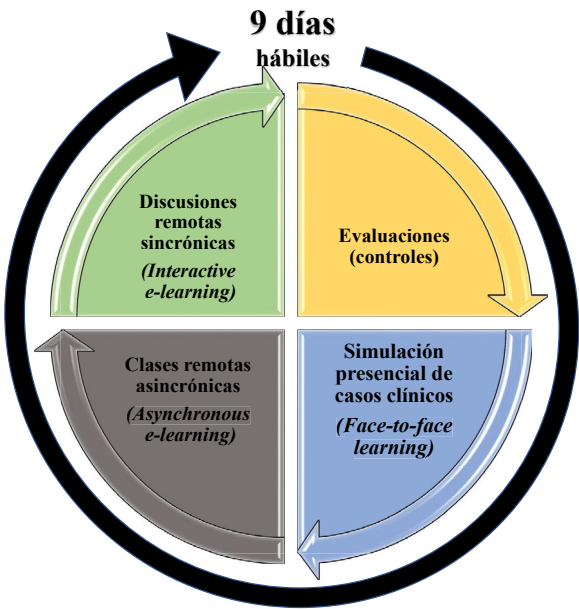 9 días
hábiles
Discusiones
remotas
sincrónicas
(Interactive
e-learning)
Evaluaciones
(controles)
Clases remotas
asincrónicas
(Asynchronous
e-learning)
Simulación
presencial de
casos clínicos
(Face-to-face
learning)